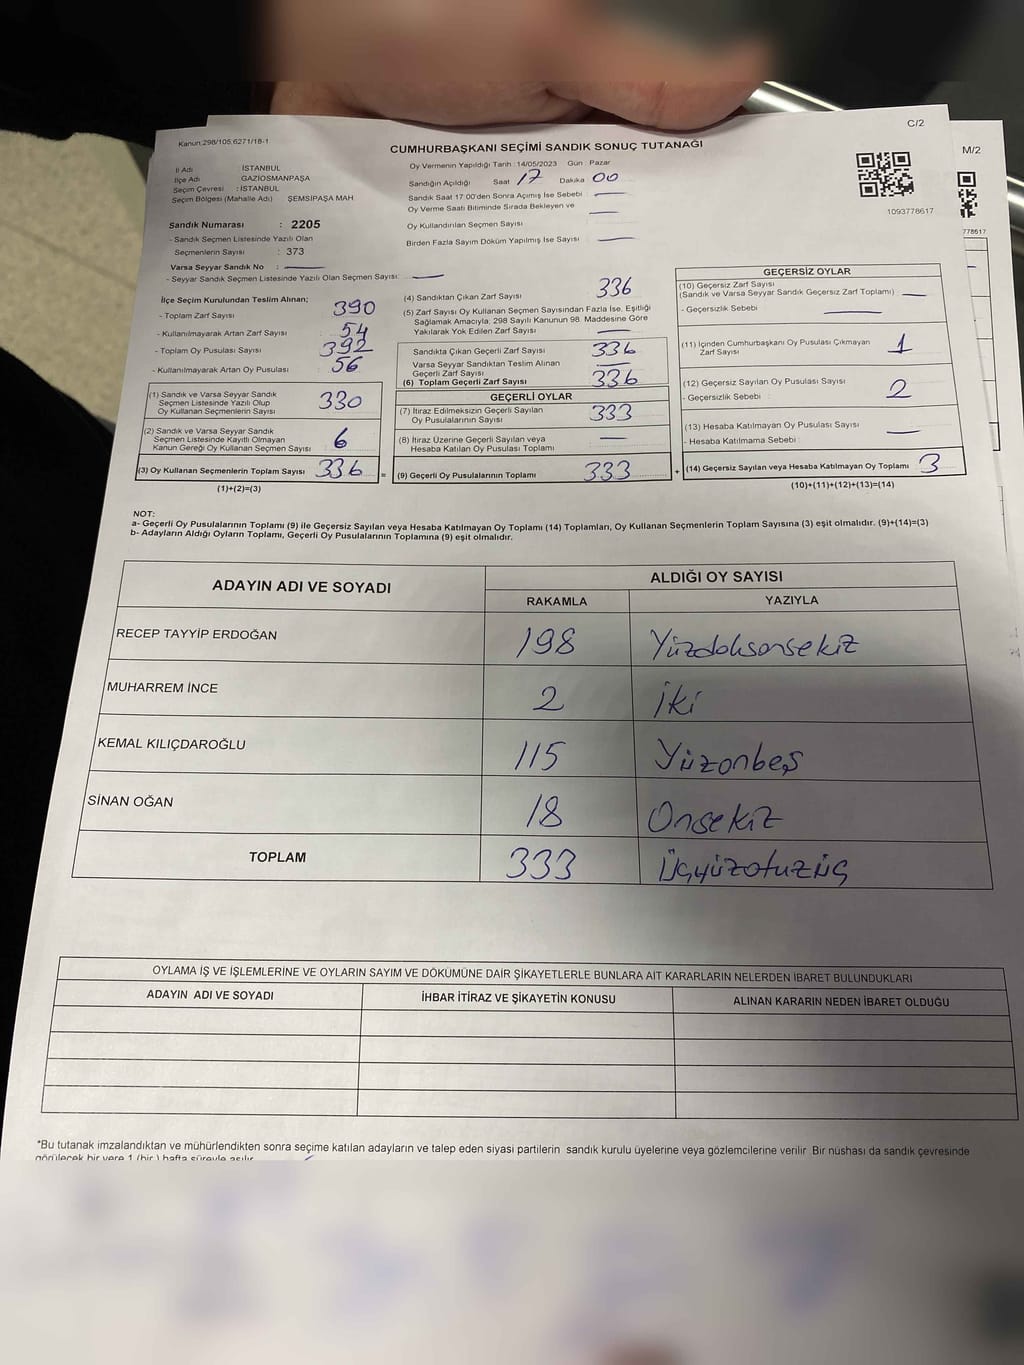 C/2
Kanun:298/105,6271/18-1
CUMHURBAŞKANI SEÇİMİ SANDIK SONUÇ TUTANAĞI
M/2
İl Adı İSTANBUL
İlçe Adı GAZİOSMANPAŞA
Seçim Çevresi : İSTANBUL
Seçim Bölgesi (Mahalle Adı) ŞEMSİPAŞA MAH
Sandık Numarası : 2205
- Sandık Seçmen Listesinde Yazılı Olan
Seçmenlerin Sayısı : 373
Varsa Seyyar Sandık No :
- Seyyar Sandık Seçmen Listesinde Yazılı Olan Seçmen Sayısı:
Oy Vermenin Yapıldığı Tarih : 14/05/2023 Gün : Pazar
Sandığın Açıldığı Saat 17 Dakika 00
Sandık Saat 17:00'den Sonra Açımış İse Sebebi
Oy Verme Saati Bitiminde Sırada Bekleyen ve
Oy Kullandırılan Seçmen Sayısı
Birden Fazla Sayım Döküm Yapılmış İse Sayısı
1093778617
778617
İlçe Seçim Kurulundan Teslim Alınan;
- Toplam Zarf Sayısı 390
- Kullanılmayarak Artan Zarf Sayısı 54
- Toplam Oy Pusulası Sayısı 392
- Kullanılmayarak Artan Oy Pusulası 56
(1) Sandık ve Varsa Seyyar Sandık
Seçmen Listesinde Yazılı Olup
Oy Kullanan Seçmenlerin Sayısı 330
(2) Sandık ve Varsa Seyyar Sandık
Seçmen Listesinde Kayıtlı Olmayan
Kanun Gereği Oy Kullanan Seçmen Sayısı 6
(3) Oy Kullanan Seçmenlerin Toplam Sayısı 336 =
(1)+(2)=(3)
(4) Sandıktan Çıkan Zarf Sayısı 336
(5) Zarf Sayısı Oy Kullanan Seçmen Sayısından Fazla İse, Eşitliği
Sağlamak Amacıyla, 298 Sayılı Kanunun 98. Maddesine Göre
Yakılarak Yok Edilen Zarf Sayısı
Sandıkta Çıkan Geçerli Zarf Sayısı 336
Varsa Seyyar Sandıktan Teslim Alınan
Geçerli Zarf Sayısı
(6) Toplam Geçerli Zarf Sayısı 336
GEÇERLİ OYLAR
(7) İtiraz Edilmeksizin Geçerli Sayılan
Oy Pusulalarının Sayısı 333
(8) İtiraz Üzerine Geçerli Sayılan veya
Hesaba Katılan Oy Pusulası Toplamı
(9) Geçerli Oy Pusulalarının Toplamı 333 +
GEÇERSİZ OYLAR
(10) Geçersiz Zarf Sayısı
(Sandık ve Varsa Seyyar Sandık Geçersiz Zarf Toplamı)
- Geçersizlik Sebebi
(11) İçinden Cumhurbaşkanı Oy Pusulası Çıkmayan
Zarf Sayısı 1
(12) Geçersiz Sayılan Oy Pusulası Sayısı 2
- Geçersizlik Sebebi :
(13) Hesaba Katılmayan Oy Pusulası Sayısı
- Hesaba Katılmama Sebebi :
(14) Geçersiz Sayılan veya Hesaba Katılmayan Oy Toplamı 3
(10)+(11)+(12)+(13)=(14)
NOT:
a- Geçerli Oy Pusulalarının Toplamı (9) ile Geçersiz Sayılan veya Hesaba Katılmayan Oy Toplamı (14) Toplamları, Oy Kullanan Seçmenlerin Toplam Sayısına (3) eşit olmalıdır. (9)+(14)=(3)
b- Adayların Aldığı Oyların Toplamı, Geçerli Oy Pusulalarının Toplamına (9) eşit olmalıdır.
ADAYIN ADI VE SOYADI ALDIĞI OY SAYISI
RAKAMLA YAZIYLA
RECEP TAYYİP ERDOĞAN 198 Yüzdoksansekiz
MUHARREM İNCE 2 İki
KEMAL KILIÇDAROĞLU 115 Yüzonbeş
SİNAN OĞAN 18 Onsekiz
TOPLAM 333 Üçyüzotuzüç
OYLAMA İŞ VE İŞLEMLERİNE VE OYLARIN SAYIM VE DÖKÜMÜNE DAİR ŞİKAYETLERLE BUNLARA AİT KARARLARIN NELERDEN İBARET BULUNDUKLARI
ADAYIN ADI VE SOYADI İHBAR İTİRAZ VE ŞİKAYETİN KONUSU ALINAN KARARIN NEDEN İBARET OLDUĞU
*Bu tutanak imzalandıktan ve mühürlendikten sonra seçime katılan adayların ve talep eden siyasi partilerin sandık kurulu üyelerine veya gözlemcilerine verilir Bir nüshası da sandık çevresinde
görülecek bir yere 1 (bir) hafta süreyle asılır